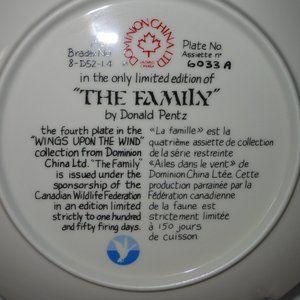 Bradex No.
8-D52-1.4
DOMINION CHINA LTD.
Plate No.
Assiette nº
6033 A
in the only limited edition of
"THE FAMILY"
by Donald Pentz
the fourth plate in the
"WINGS UPON THE WIND"
collection from Dominion
China Ltd. "The Family"
is issued under the
sponsorship of the
Canadian Wildlife Federation
in an edition limited
strictly to one hundred
and fifty firing days.
«La famille» est la
quatrième assiette de collection
de la série restreinte
«Ailes dans le vent» de
Dominion China Ltée. Cette
production parrainée par la
Fédération canadienne
de la faune est
strictement limitée
à 150 jours
de cuisson.